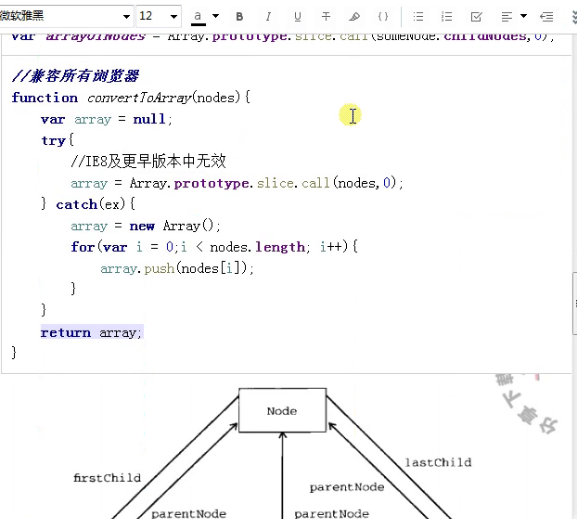 微软雅黑 12 a B I U T {}
var arrayOfNodes = Array.prototype.slice.call(someNode.childNodes,0);
//兼容所有浏览器
function convertToArray(nodes){
var array = null;
try{
//IE8及更早版本中无效
array = Array.prototype.slice.call(nodes,0);
} catch(ex){
array = new Array();
for(var i = 0;i < nodes.length; i++){
array.push(nodes[i]);
}
}
return array;
}
Node
firstChild
lastChild
parentNode
parentNode
parentNode